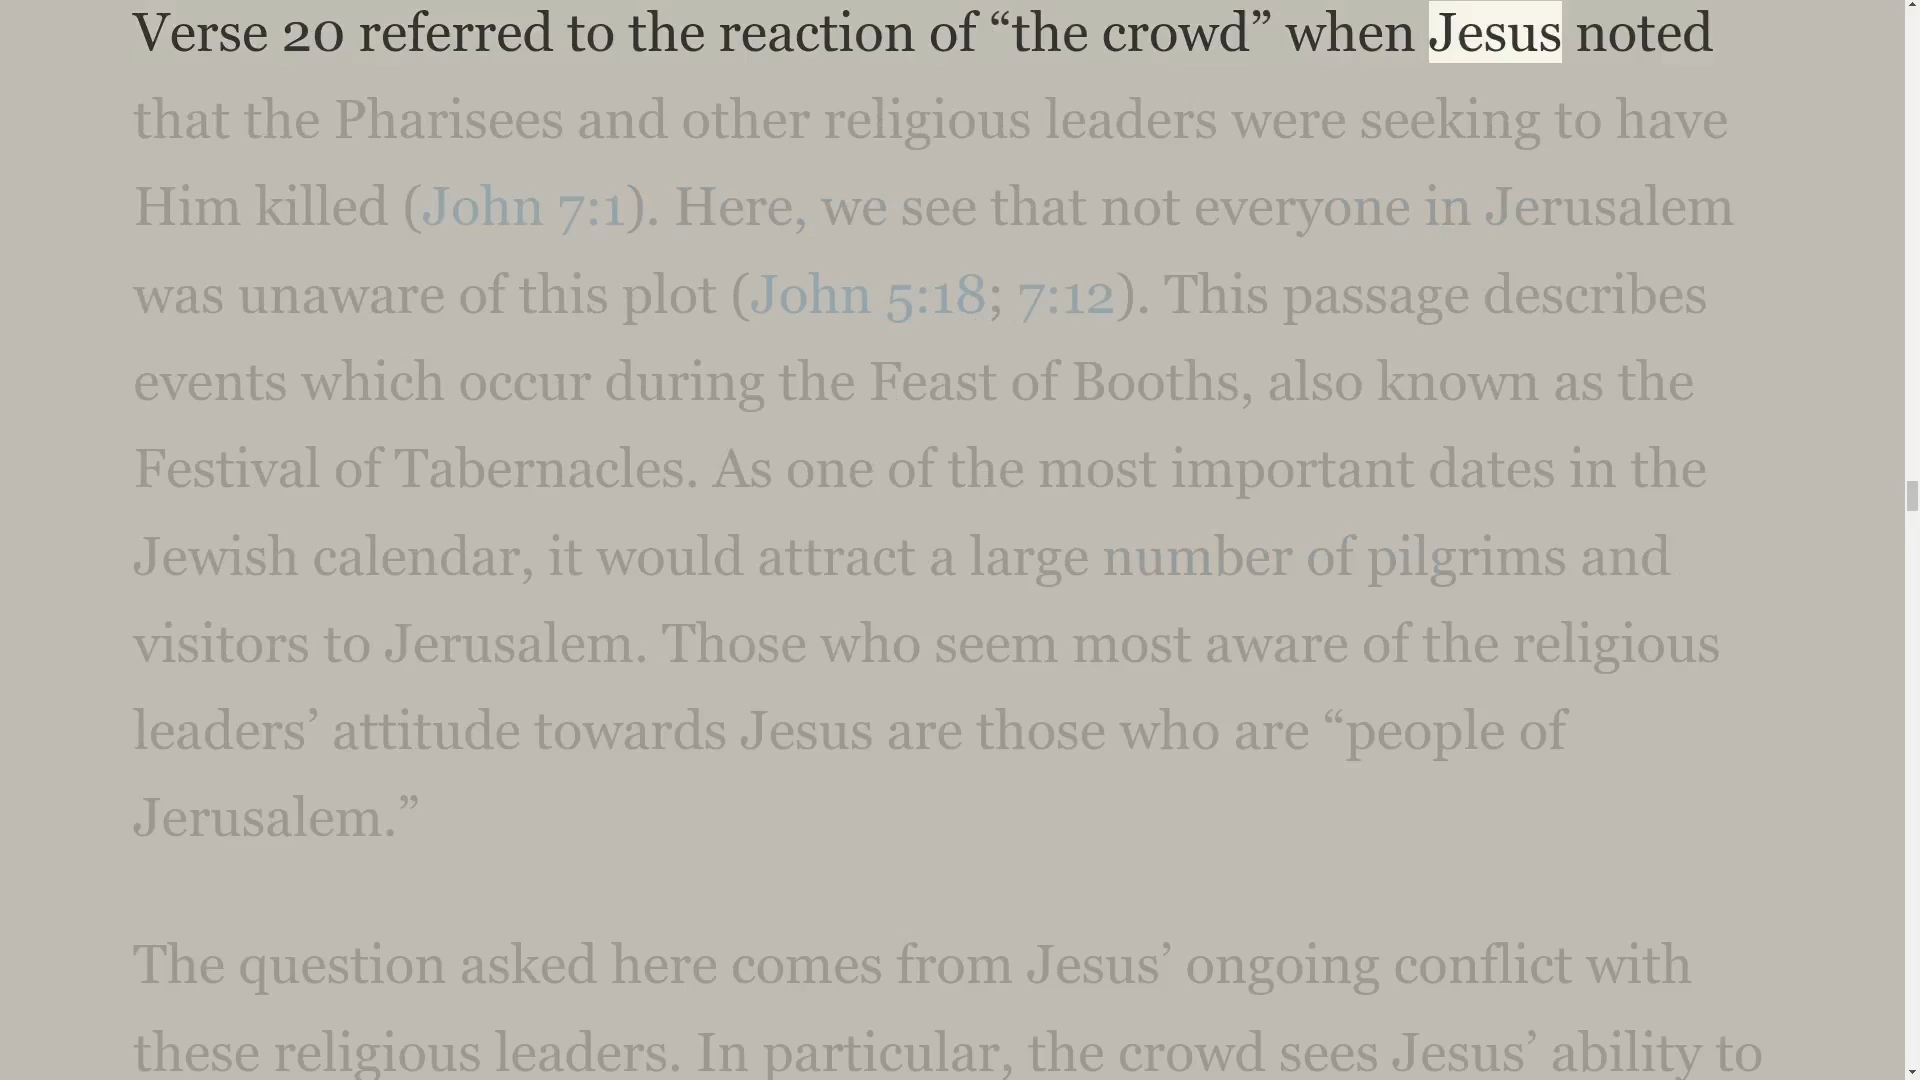 Verse 20 referred to the reaction of “the crowd” when Jesus noted
that the Pharisees and other religious leaders were seeking to have
Him killed (John 7:1). Here, we see that not everyone in Jerusalem
was unaware of this plot (John 5:18; 7:12). This passage describes
events which occur during the Feast of Booths, also known as the
Festival of Tabernacles. As one of the most important dates in the
Jewish calendar, it would attract a large number of pilgrims and
visitors to Jerusalem. Those who seem most aware of the religious
leaders’ attitude towards Jesus are those who are “people of
Jerusalem.”
The question asked here comes from Jesus’ ongoing conflict with
these religious leaders. In particular, the crowd sees Jesus’ ability to